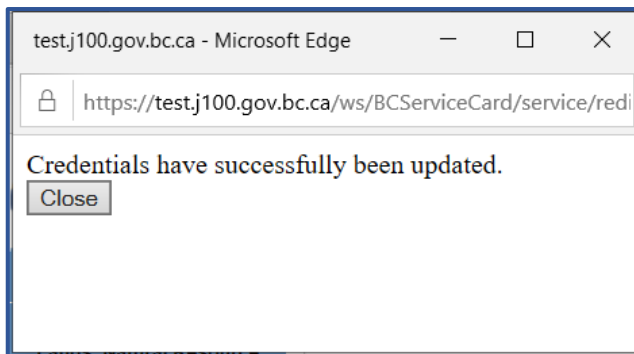 test.j100.gov.bc.ca - Microsoft Edge
https://test.j100.gov.bc.ca/ws/BCServiceCard/service/redi
Credentials have successfully been updated.
Close